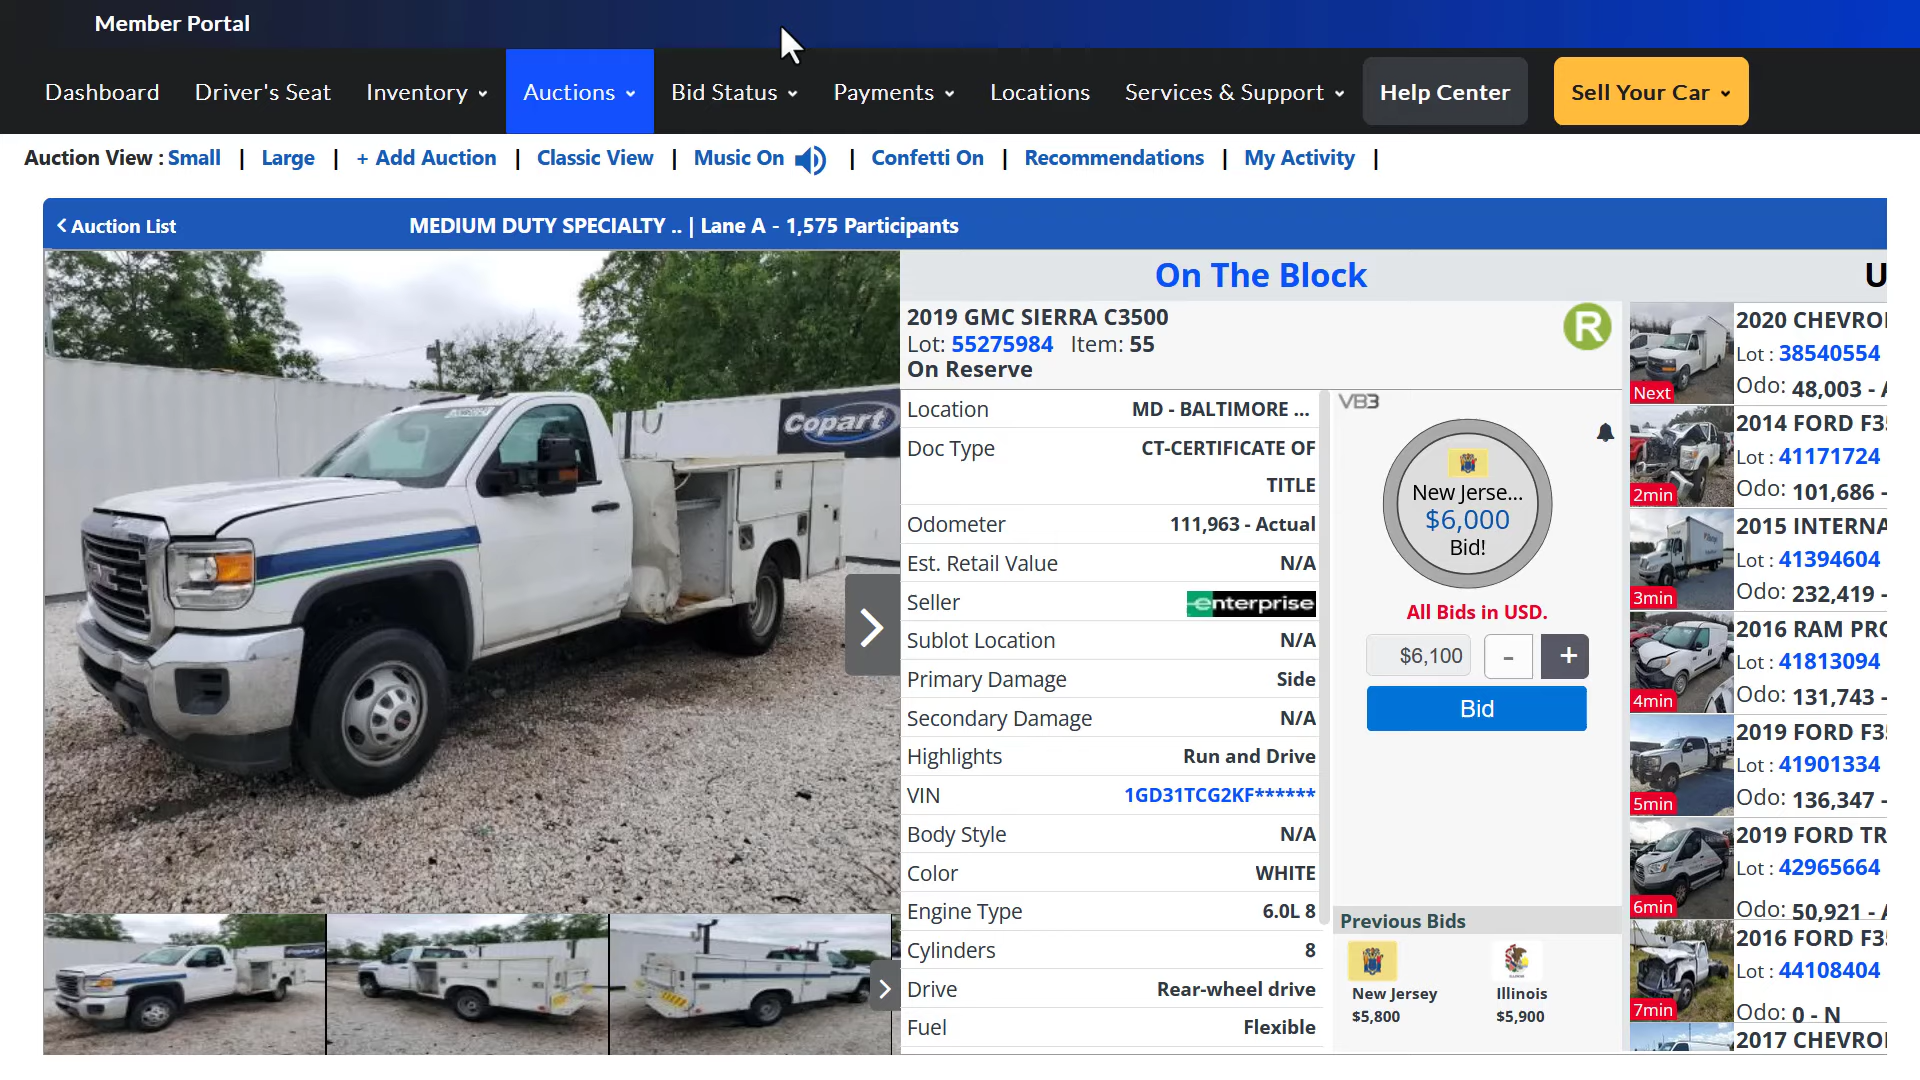 Member Portal
Dashboard
Driver's Seat
Inventory
Auctions
Bid Status
Payments
Locations
Services & Support
Help Center
Sell Your Car
Auction View : Small | Large | + Add Auction | Classic View | Music On | Confetti On | Recommendations | My Activity |
Auction List
MEDIUM DUTY SPECIALTY .. | Lane A - 1,575 Participants
Copart
On The Block
2019 GMC SIERRA C3500
R
Lot: 55275984 Item: 55
On Reserve
Location MD - BALTIMORE ...
Doc Type CT-CERTIFICATE OF
TITLE
Odometer 111,963 - Actual
Est. Retail Value N/A
Seller enterprise
Sublot Location N/A
Primary Damage Side
Secondary Damage N/A
Highlights Run and Drive
VIN 1GD31TCG2KF******
Body Style N/A
Color WHITE
Engine Type 6.0L 8
Cylinders 8
Drive Rear-wheel drive
Fuel Flexible
VB3
New Jerse...
$6,000
Bid!
All Bids in USD.
$6,100 - +
Bid
Previous Bids
New Jersey
$5,800
Illinois
$5,900
U
2020 CHEVROL
Lot : 38540554
Odo: 48,003 - A
Next
2014 FORD F35
Lot : 41171724
Odo: 101,686 -
2min
2015 INTERNA
Lot : 41394604
Odo: 232,419 -
3min
2016 RAM PRO
Lot : 41813094
Odo: 131,743 -
4min
2019 FORD F35
Lot : 41901334
Odo: 136,347 -
5min
2019 FORD TR
Lot : 42965664
Odo: 50,921 - A
6min
2016 FORD F35
Lot : 44108404
Odo: 0 - N
7min
2017 CHEVROL